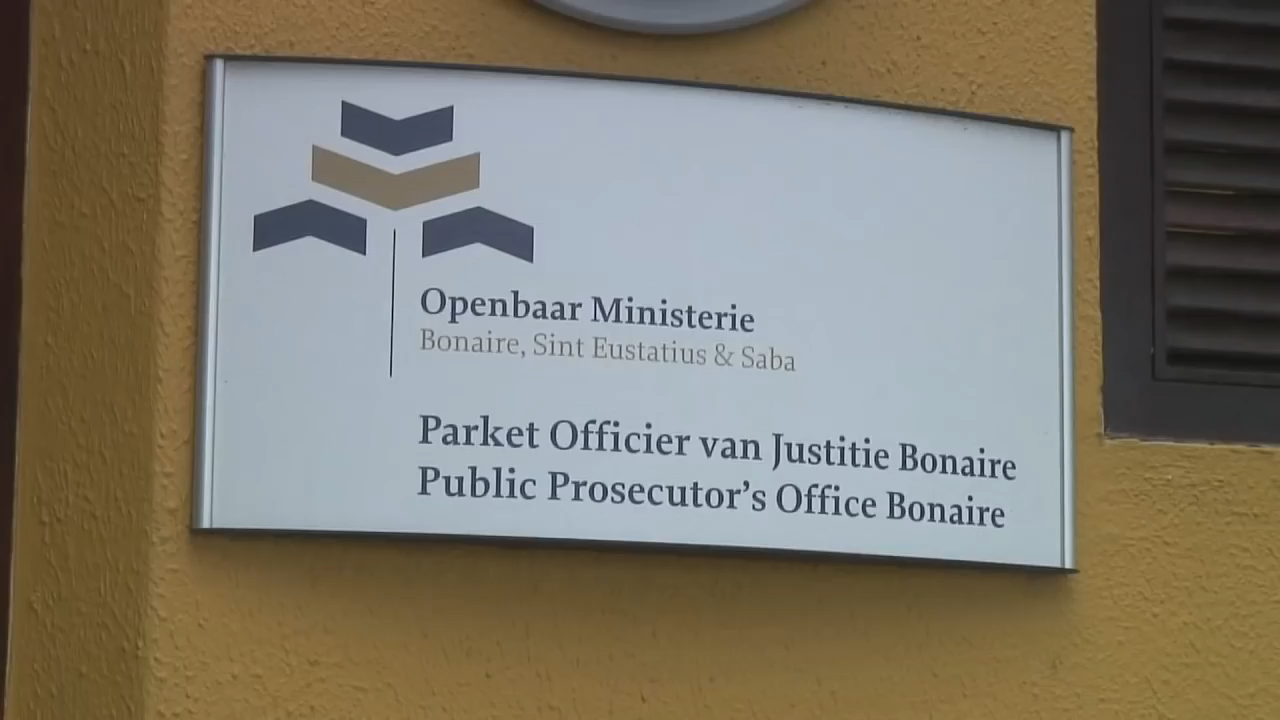 Openbaar Ministerie
Bonaire, Sint Eustatius & Saba
Parket Officier van Justitie Bonaire
Public Prosecutor's Office Bonaire